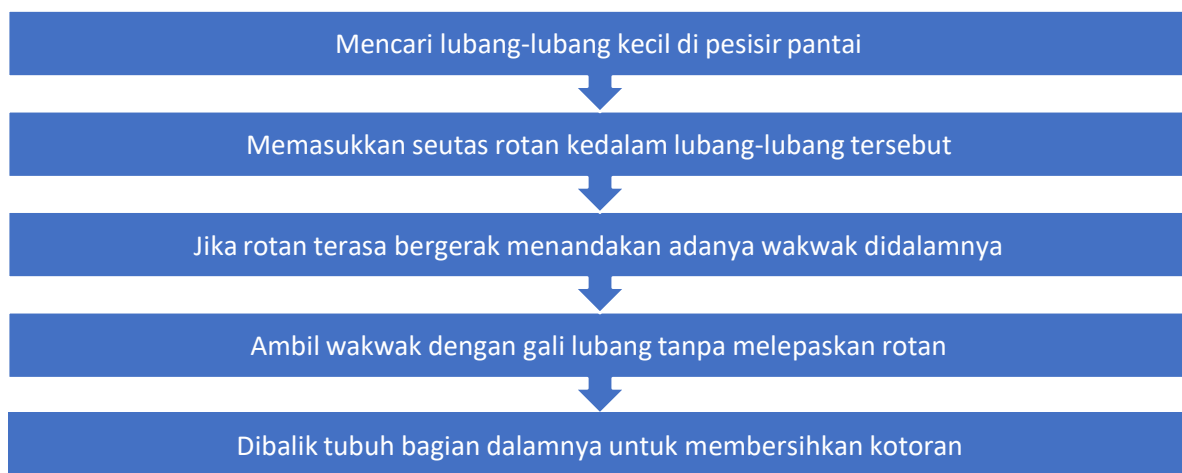 Mencari lubang-lubang kecil di pesisir pantai
Memasukkan seutas rotan kedalam lubang-lubang tersebut
Jika rotan terasa bergerak menandakan adanya wakwak didalamnya
Ambil wakwak dengan gali lubang tanpa melepaskan rotan
Dibalik tubuh bagian dalamnya untuk membersihkan kotoran